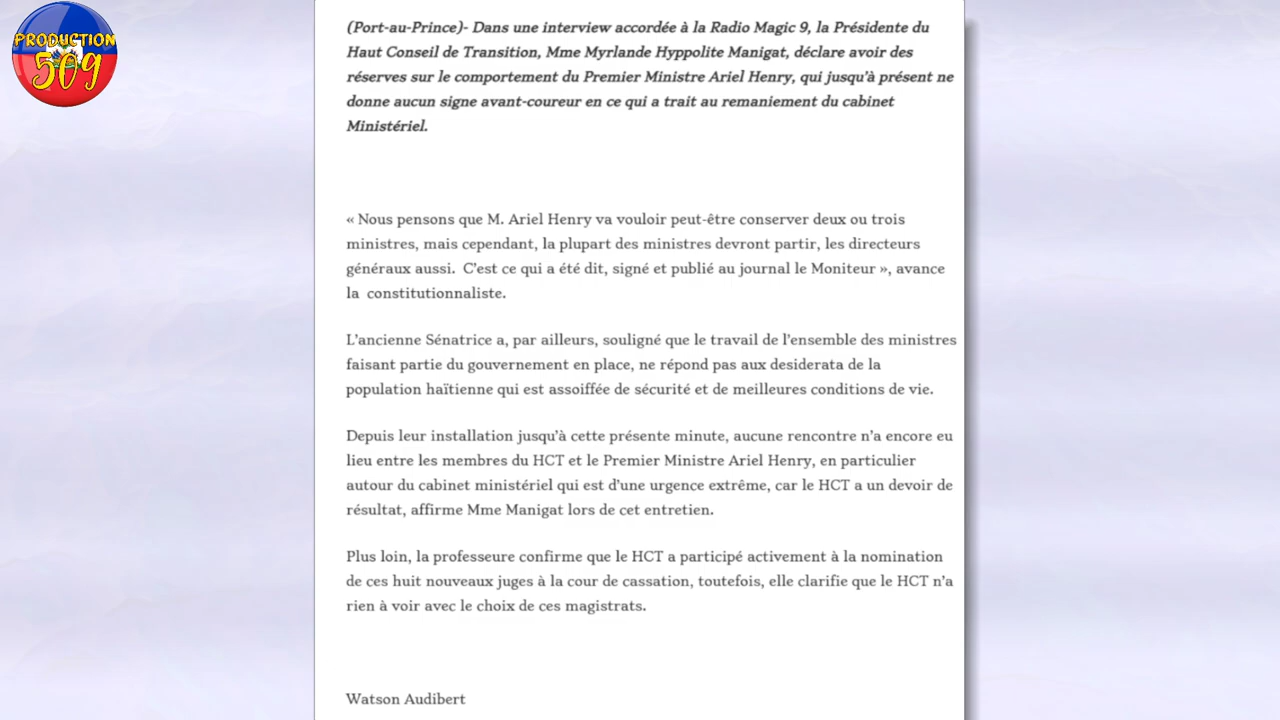 PRODUCTION
509
(Port-au-Prince)- Dans une interview accordée à la Radio Magic 9, la Présidente du
Haut Conseil de Transition, Mme Myrlande Hyppolite Manigat, déclare avoir des
réserves sur le comportement du Premier Ministre Ariel Henry, qui jusqu’à présent ne
donne aucun signe avant-coureur en ce qui a trait au remaniement du cabinet
Ministériel.
« Nous pensons que M. Ariel Henry va vouloir peut-être conserver deux ou trois
ministres, mais cependant, la plupart des ministres devront partir, les directeurs
généraux aussi.  C’est ce qui a été dit, signé et publié au journal le Moniteur », avance
la  constitutionnaliste.
L’ancienne Sénatrice a, par ailleurs, souligné que le travail de l’ensemble des ministres
faisant partie du gouvernement en place, ne répond pas aux desiderata de la
population haïtienne qui est assoiffée de sécurité et de meilleures conditions de vie.
Depuis leur installation jusqu’à cette présente minute, aucune rencontre n’a encore eu
lieu entre les membres du HCT et le Premier Ministre Ariel Henry, en particulier
autour du cabinet ministériel qui est d’une urgence extrême, car le HCT a un devoir de
résultat, affirme Mme Manigat lors de cet entretien.
Plus loin, la professeure confirme que le HCT a participé activement à la nomination
de ces huit nouveaux juges à la cour de cassation, toutefois, elle clarifie que le HCT n’a
rien à voir avec le choix de ces magistrats.
Watson Audibert